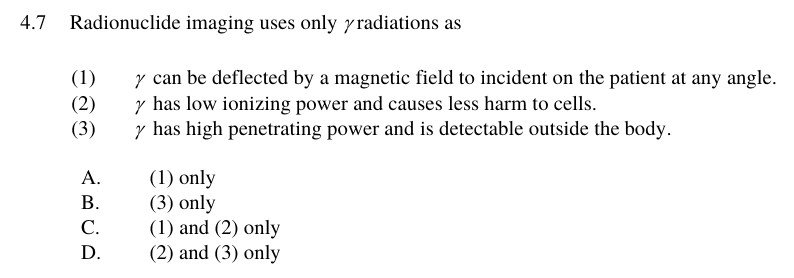 4.7 Radionuclide imaging uses only γ radiations as
(1) γ can be deflected by a magnetic field to incident on the patient at any angle.
(2) γ has low ionizing power and causes less harm to cells.
(3) γ has high penetrating power and is detectable outside the body.
A. (1) only
B. (3) only
C. (1) and (2) only
D. (2) and (3) only